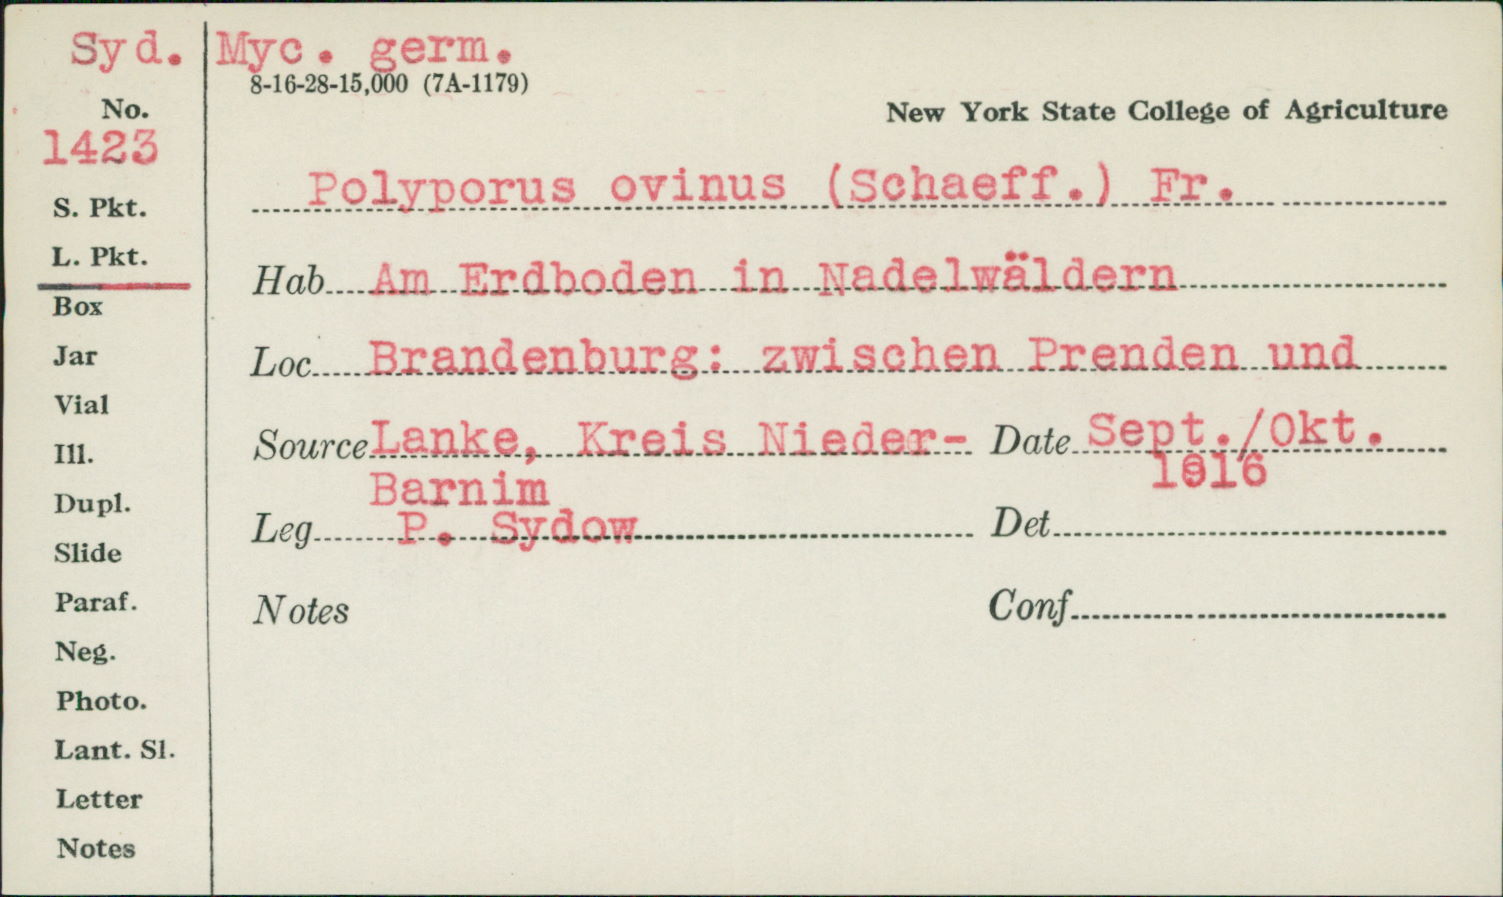 Syd. Myc. germ.
8-16-28-15,000 (7A-1179)
No.
New York State College of Agriculture
1423
Polyporus ovinus (Schaeff.) Fr.
S. Pkt.
L. Pkt.
Hab Am Erdboden in Nadelwäldern
Box
Jar
Loc Brandenburg: zwischen Prenden und
Vial
Source Lanke, Kreis Nieder- Date Sept./Okt.
Ill.
Barnim 1916
Dupl.
Leg P. Sydow Det
Slide
Paraf.
Notes Conf
Neg.
Photo.
Lant. Sl.
Letter
Notes